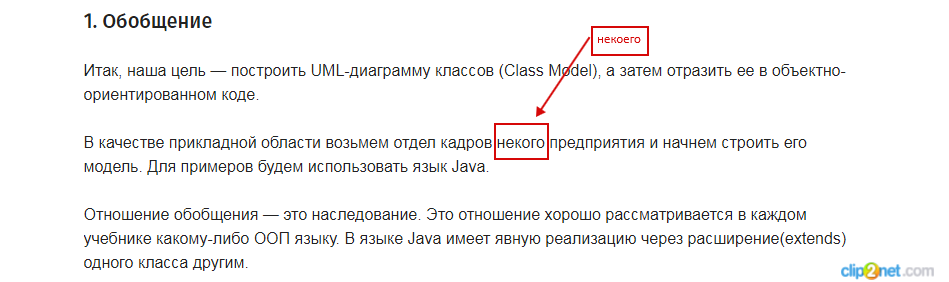 1. Обобщение
некоего
Итак, наша цель — построить UML-диаграмму классов (Class Model), а затем отразить ее в объектно-
ориентированном коде.
В качестве прикладной области возьмем отдел кадров некого предприятия и начнем строить его
модель. Для примеров будем использовать язык Java.
Отношение обобщения — это наследование. Это отношение хорошо рассматривается в каждом
учебнике какому-либо ООП языку. В языке Java имеет явную реализацию через расширение(extends)
одного класса другим.
clip2net.com